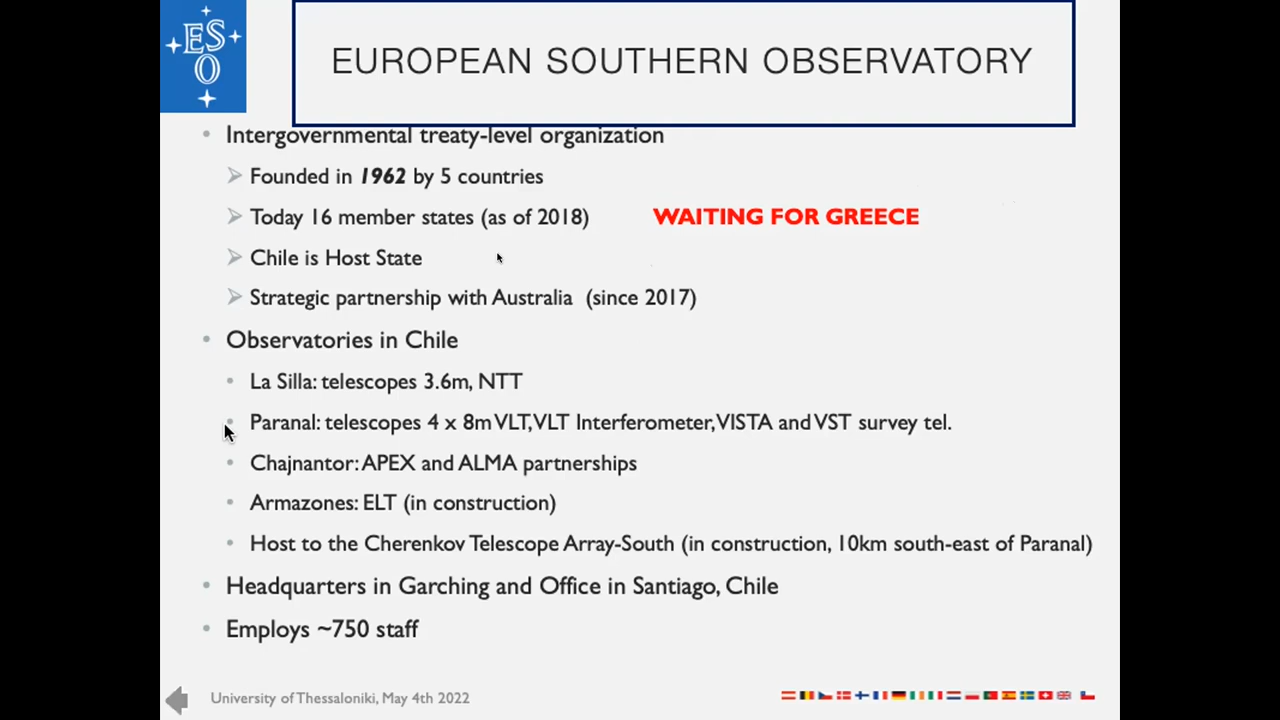 ES
O
EUROPEAN SOUTHERN OBSERVATORY
Intergovernmental treaty-level organization
Founded in 1962 by 5 countries
Today 16 member states (as of 2018) WAITING FOR GREECE
Chile is Host State
Strategic partnership with Australia (since 2017)
Observatories in Chile
La Silla: telescopes 3.6m, NTT
Paranal: telescopes 4 x 8m VLT, VLT Interferometer, VISTA and VST survey tel.
Chajnantor: APEX and ALMA partnerships
Armazones: ELT (in construction)
Host to the Cherenkov Telescope Array-South (in construction, 10km south-east of Paranal)
Headquarters in Garching and Office in Santiago, Chile
Employs ~750 staff
University of Thessaloniki, May 4th 2022